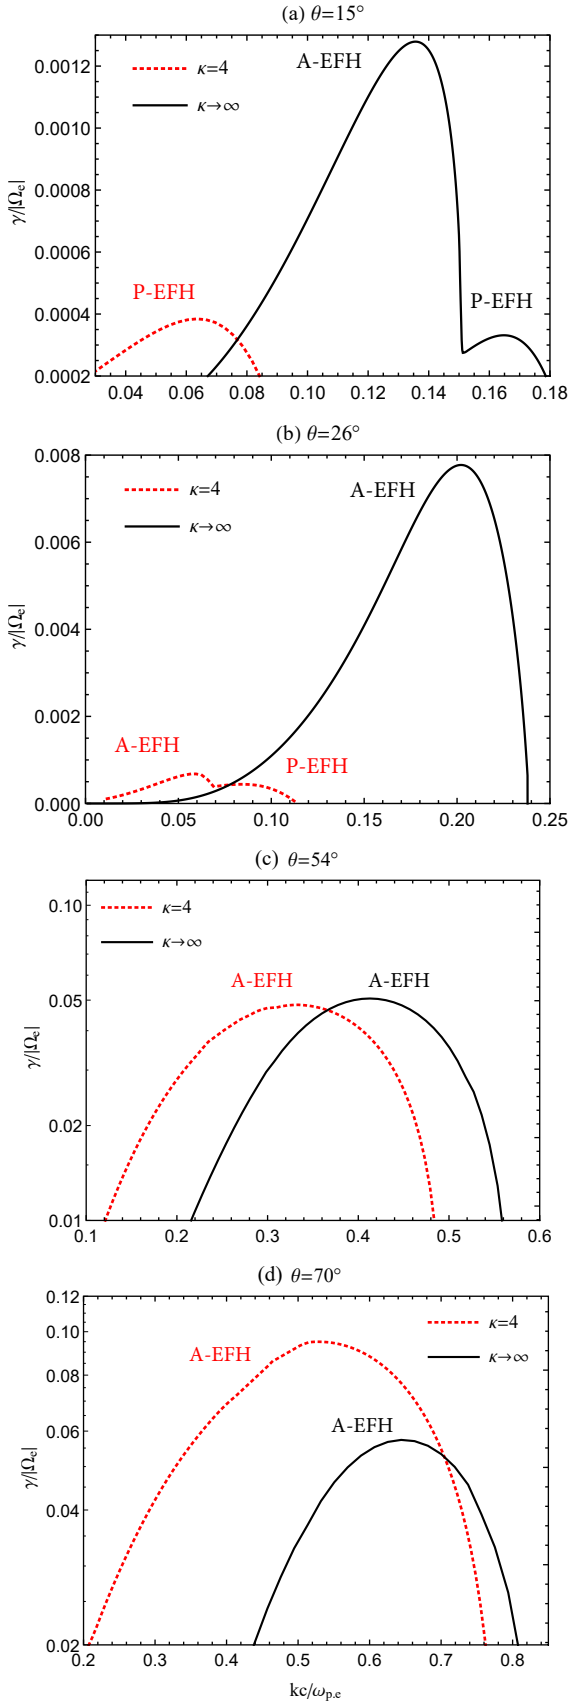 (a) θ=15°
κ=4
κ→∞
A-EFH
P-EFH
P-EFH
γ/|Ωe|
0.0012
0.0010
0.0008
0.0006
0.0004
0.0002
0.04 0.06 0.08 0.10 0.12 0.14 0.16 0.18
(b) θ=26°
κ=4
κ→∞
A-EFH
A-EFH
P-EFH
γ/|Ωe|
0.008
0.006
0.004
0.002
0.000
0.00 0.05 0.10 0.15 0.20 0.25
(c) θ=54°
κ=4
κ→∞
A-EFH
A-EFH
γ/|Ωe|
0.10
0.05
0.02
0.01
0.1 0.2 0.3 0.4 0.5 0.6
(d) θ=70°
κ=4
κ→∞
A-EFH
A-EFH
γ/|Ωe|
0.12
0.10
0.08
0.06
0.04
0.02
0.2 0.3 0.4 0.5 0.6 0.7 0.8
kc/ωp.e